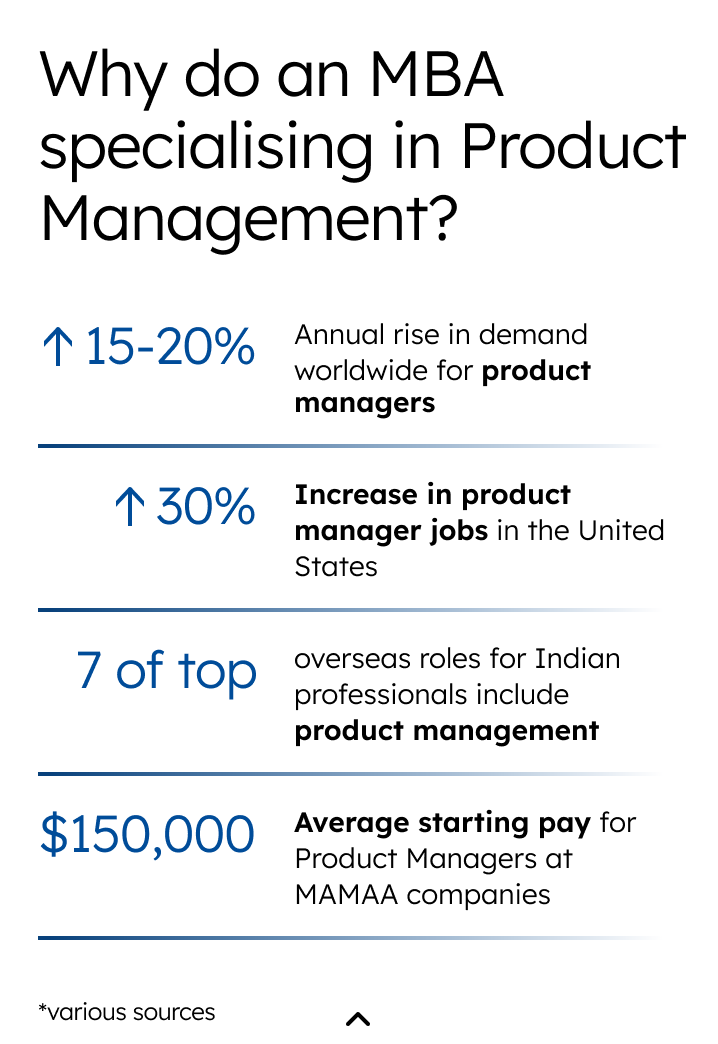 Why do an MBA
specialising in Product
Management?
↑ 15-20%
Annual rise in demand
worldwide for product
managers
↑ 30%
Increase in product
manager jobs in the United
States
7 of top
overseas roles for Indian
professionals include
product management
$150,000
Average starting pay for
Product Managers at
MAMAA companies
*various sources